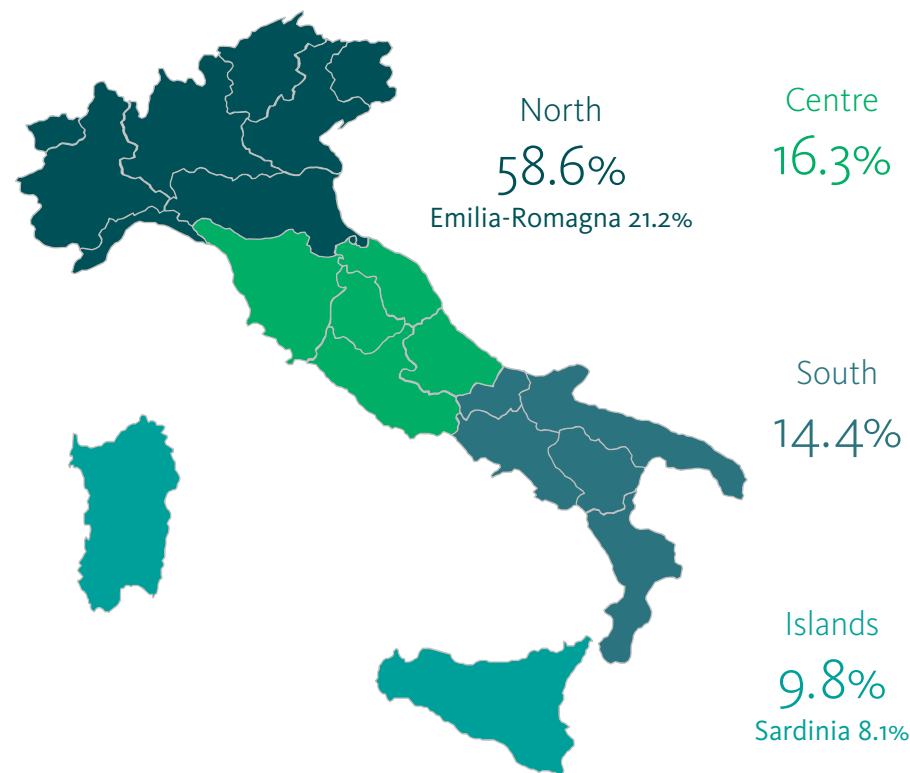 North
58.6%
Emilia-Romagna 21.2%
Centre
16.3%
South
14.4%
Islands
9.8%
Sardinia 8.1%